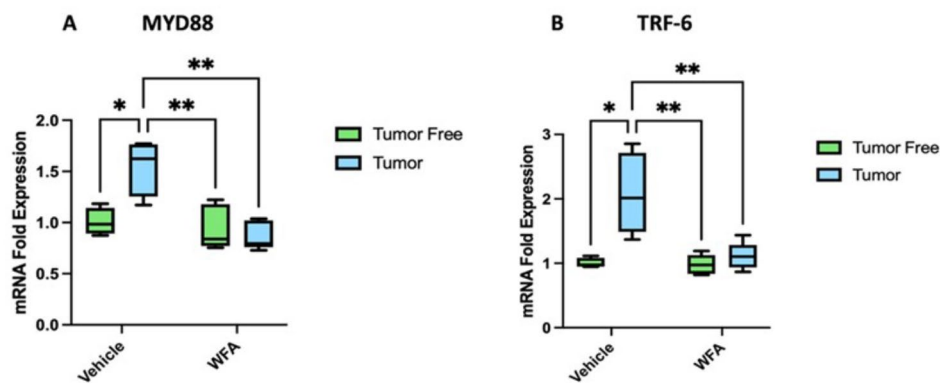 A MYD88
**
* **
2.0
1.5
1.0
0.5
0.0
mRNA Fold Expression
Vehicle
WFA
Tumor Free
Tumor
B TRF-6
**
* **
3
2
1
0
mRNA Fold Expression
Vehicle
WFA
Tumor Free
Tumor